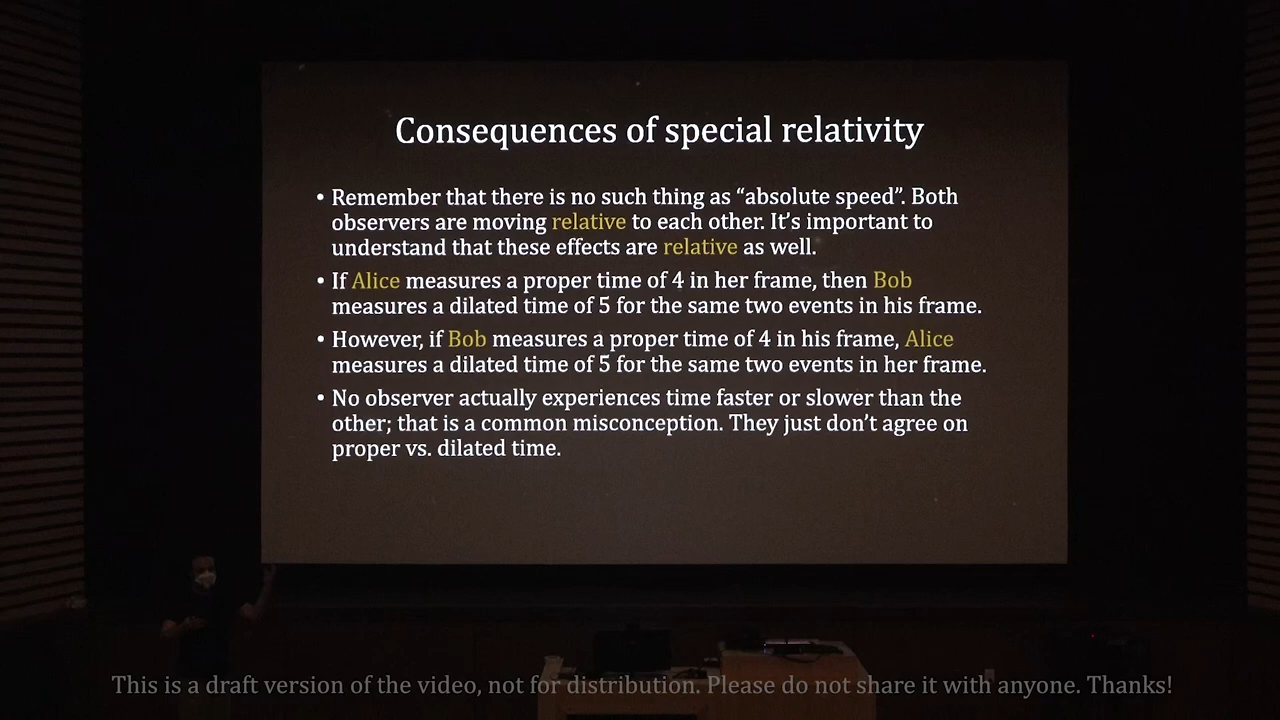 Consequences of special relativity
• Remember that there is no such thing as “absolute speed”. Both
observers are moving relative to each other. It’s important to
understand that these effects are relative as well.
• If Alice measures a proper time of 4 in her frame, then Bob
measures a dilated time of 5 for the same two events in his frame.
• However, if Bob measures a proper time of 4 in his frame, Alice
measures a dilated time of 5 for the same two events in her frame.
• No observer actually experiences time faster or slower than the
other; that is a common misconception. They just don’t agree on
proper vs. dilated time.
This is a draft version of the video, not for distribution. Please do not share it with anyone. Thanks!